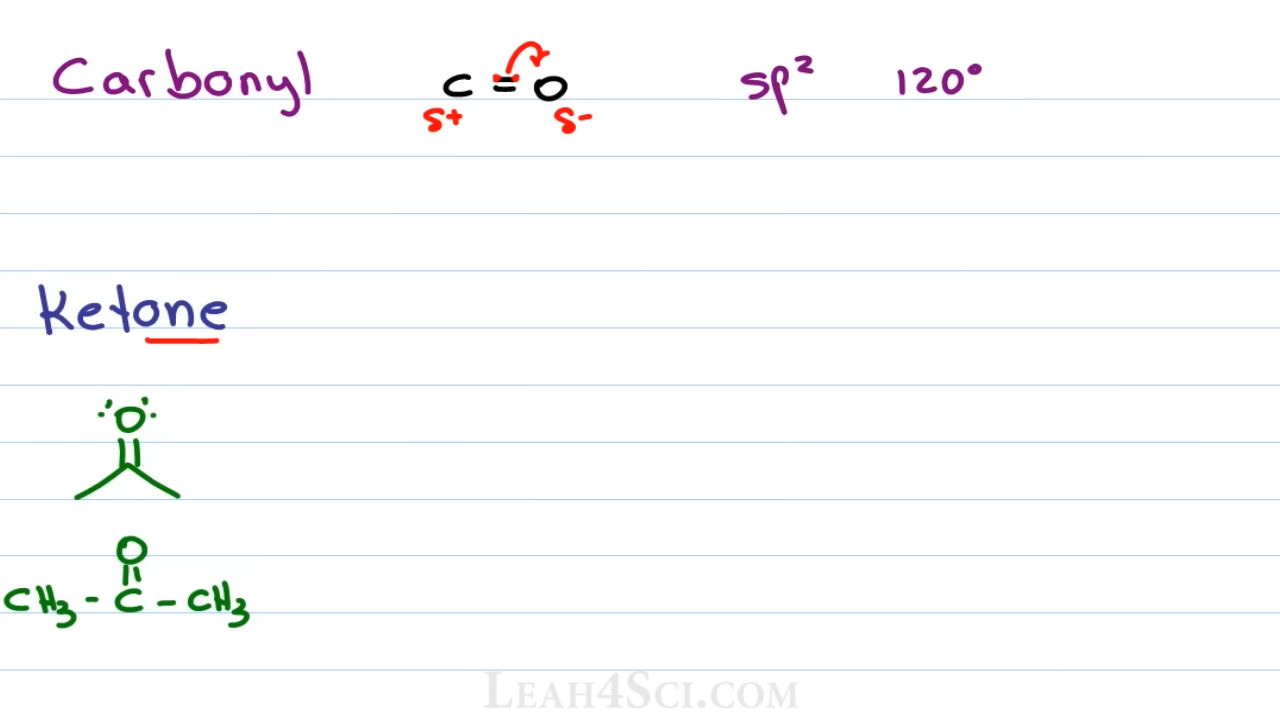 Carbonyl C = O sp² 120°
δ+ δ-
Ketone
:O:
O
CH₃ - C - CH₃
LEAH4SCI.COM